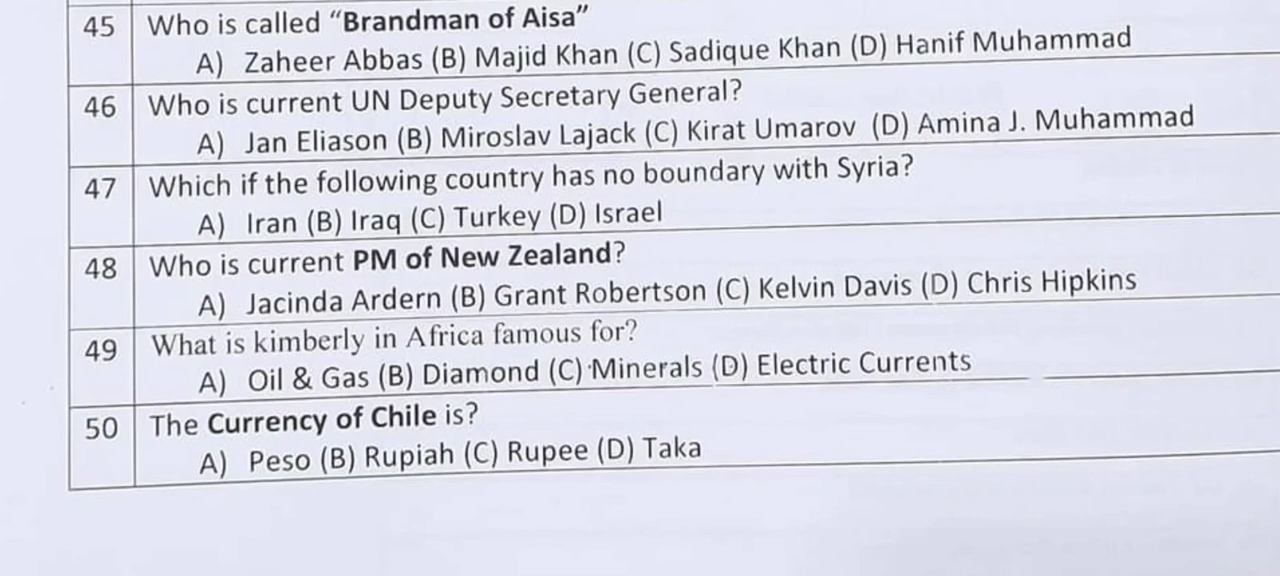 45 Who is called “Brandman of Aisa”
A) Zaheer Abbas (B) Majid Khan (C) Sadique Khan (D) Hanif Muhammad
46 Who is current UN Deputy Secretary General?
A) Jan Eliason (B) Miroslav Lajack (C) Kirat Umarov (D) Amina J. Muhammad
47 Which if the following country has no boundary with Syria?
A) Iran (B) Iraq (C) Turkey (D) Israel
48 Who is current PM of New Zealand?
A) Jacinda Ardern (B) Grant Robertson (C) Kelvin Davis (D) Chris Hipkins
49 What is kimberly in Africa famous for?
A) Oil & Gas (B) Diamond (C) Minerals (D) Electric Currents
50 The Currency of Chile is?
A) Peso (B) Rupiah (C) Rupee (D) Taka